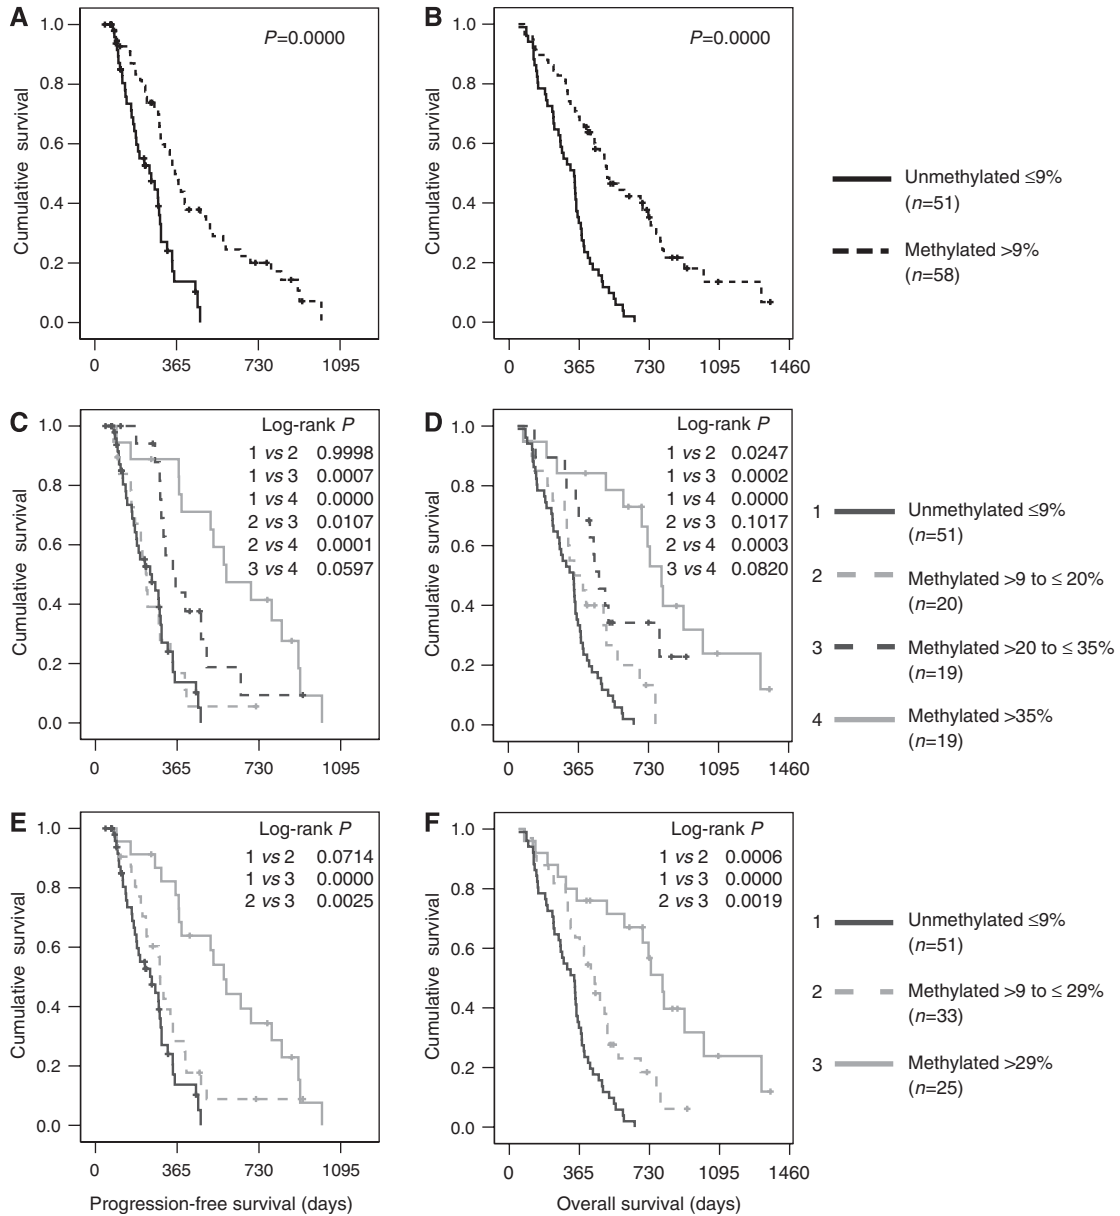 A
P=0.0000
Cumulative survival
1.0
0.8
0.6
0.4
0.2
0.0
0 365 730 1095
B
P=0.0000
Cumulative survival
1.0
0.8
0.6
0.4
0.2
0.0
0 365 730 1095 1460
Unmethylated ≤9%
(n=51)
Methylated >9%
(n=58)
C
Log-rank P
1 vs 2 0.9998
1 vs 3 0.0007
1 vs 4 0.0000
2 vs 3 0.0107
2 vs 4 0.0001
3 vs 4 0.0597
Cumulative survival
1.0
0.8
0.6
0.4
0.2
0.0
0 365 730 1095
D
Log-rank P
1 vs 2 0.0247
1 vs 3 0.0002
1 vs 4 0.0000
2 vs 3 0.1017
2 vs 4 0.0003
3 vs 4 0.0820
Cumulative survival
1.0
0.8
0.6
0.4
0.2
0.0
0 365 730 1095 1460
1 Unmethylated ≤9%
(n=51)
2 Methylated >9 to ≤ 20%
(n=20)
3 Methylated >20 to ≤ 35%
(n=19)
4 Methylated >35%
(n=19)
E
Log-rank P
1 vs 2 0.0714
1 vs 3 0.0000
2 vs 3 0.0025
Cumulative survival
1.0
0.8
0.6
0.4
0.2
0.0
0 365 730 1095
Progression-free survival (days)
F
Log-rank P
1 vs 2 0.0006
1 vs 3 0.0000
2 vs 3 0.0019
Cumulative survival
1.0
0.8
0.6
0.4
0.2
0.0
0 365 730 1095 1460
Overall survival (days)
1 Unmethylated ≤9%
(n=51)
2 Methylated >9 to ≤ 29%
(n=33)
3 Methylated >29%
(n=25)